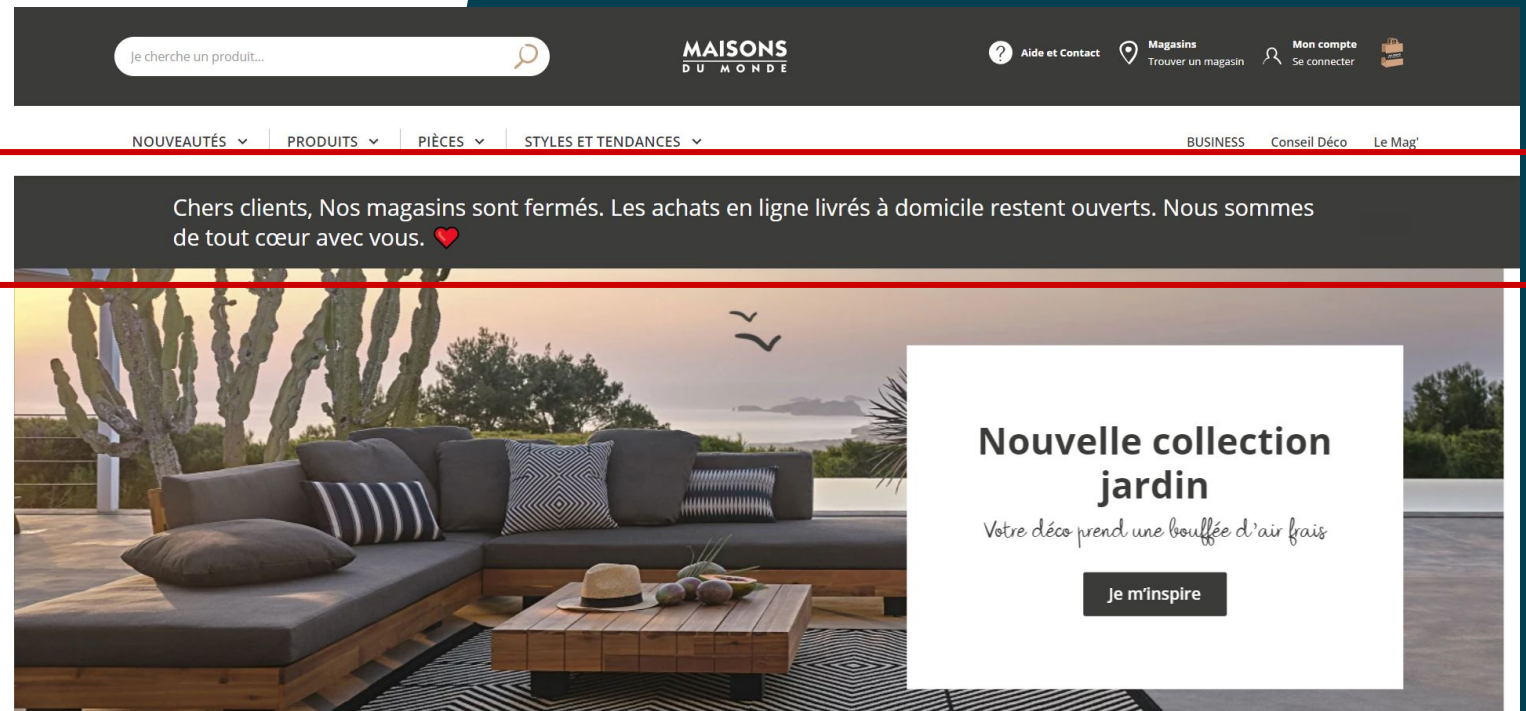 Je cherche un produit...
MAISONS
DU MONDE
Aide et Contact
Magasins
Trouver un magasin
Mon compte
Se connecter
NOUVEAUTÉS
PRODUITS
PIÈCES
STYLES ET TENDANCES
BUSINESS
Conseil Déco
Le Mag'
Chers clients, Nos magasins sont fermés. Les achats en ligne livrés à domicile restent ouverts. Nous sommes
de tout cœur avec vous. ❤️
Nouvelle collection
jardin
Votre déco prend une bouffée d'air frais
Je m'inspire